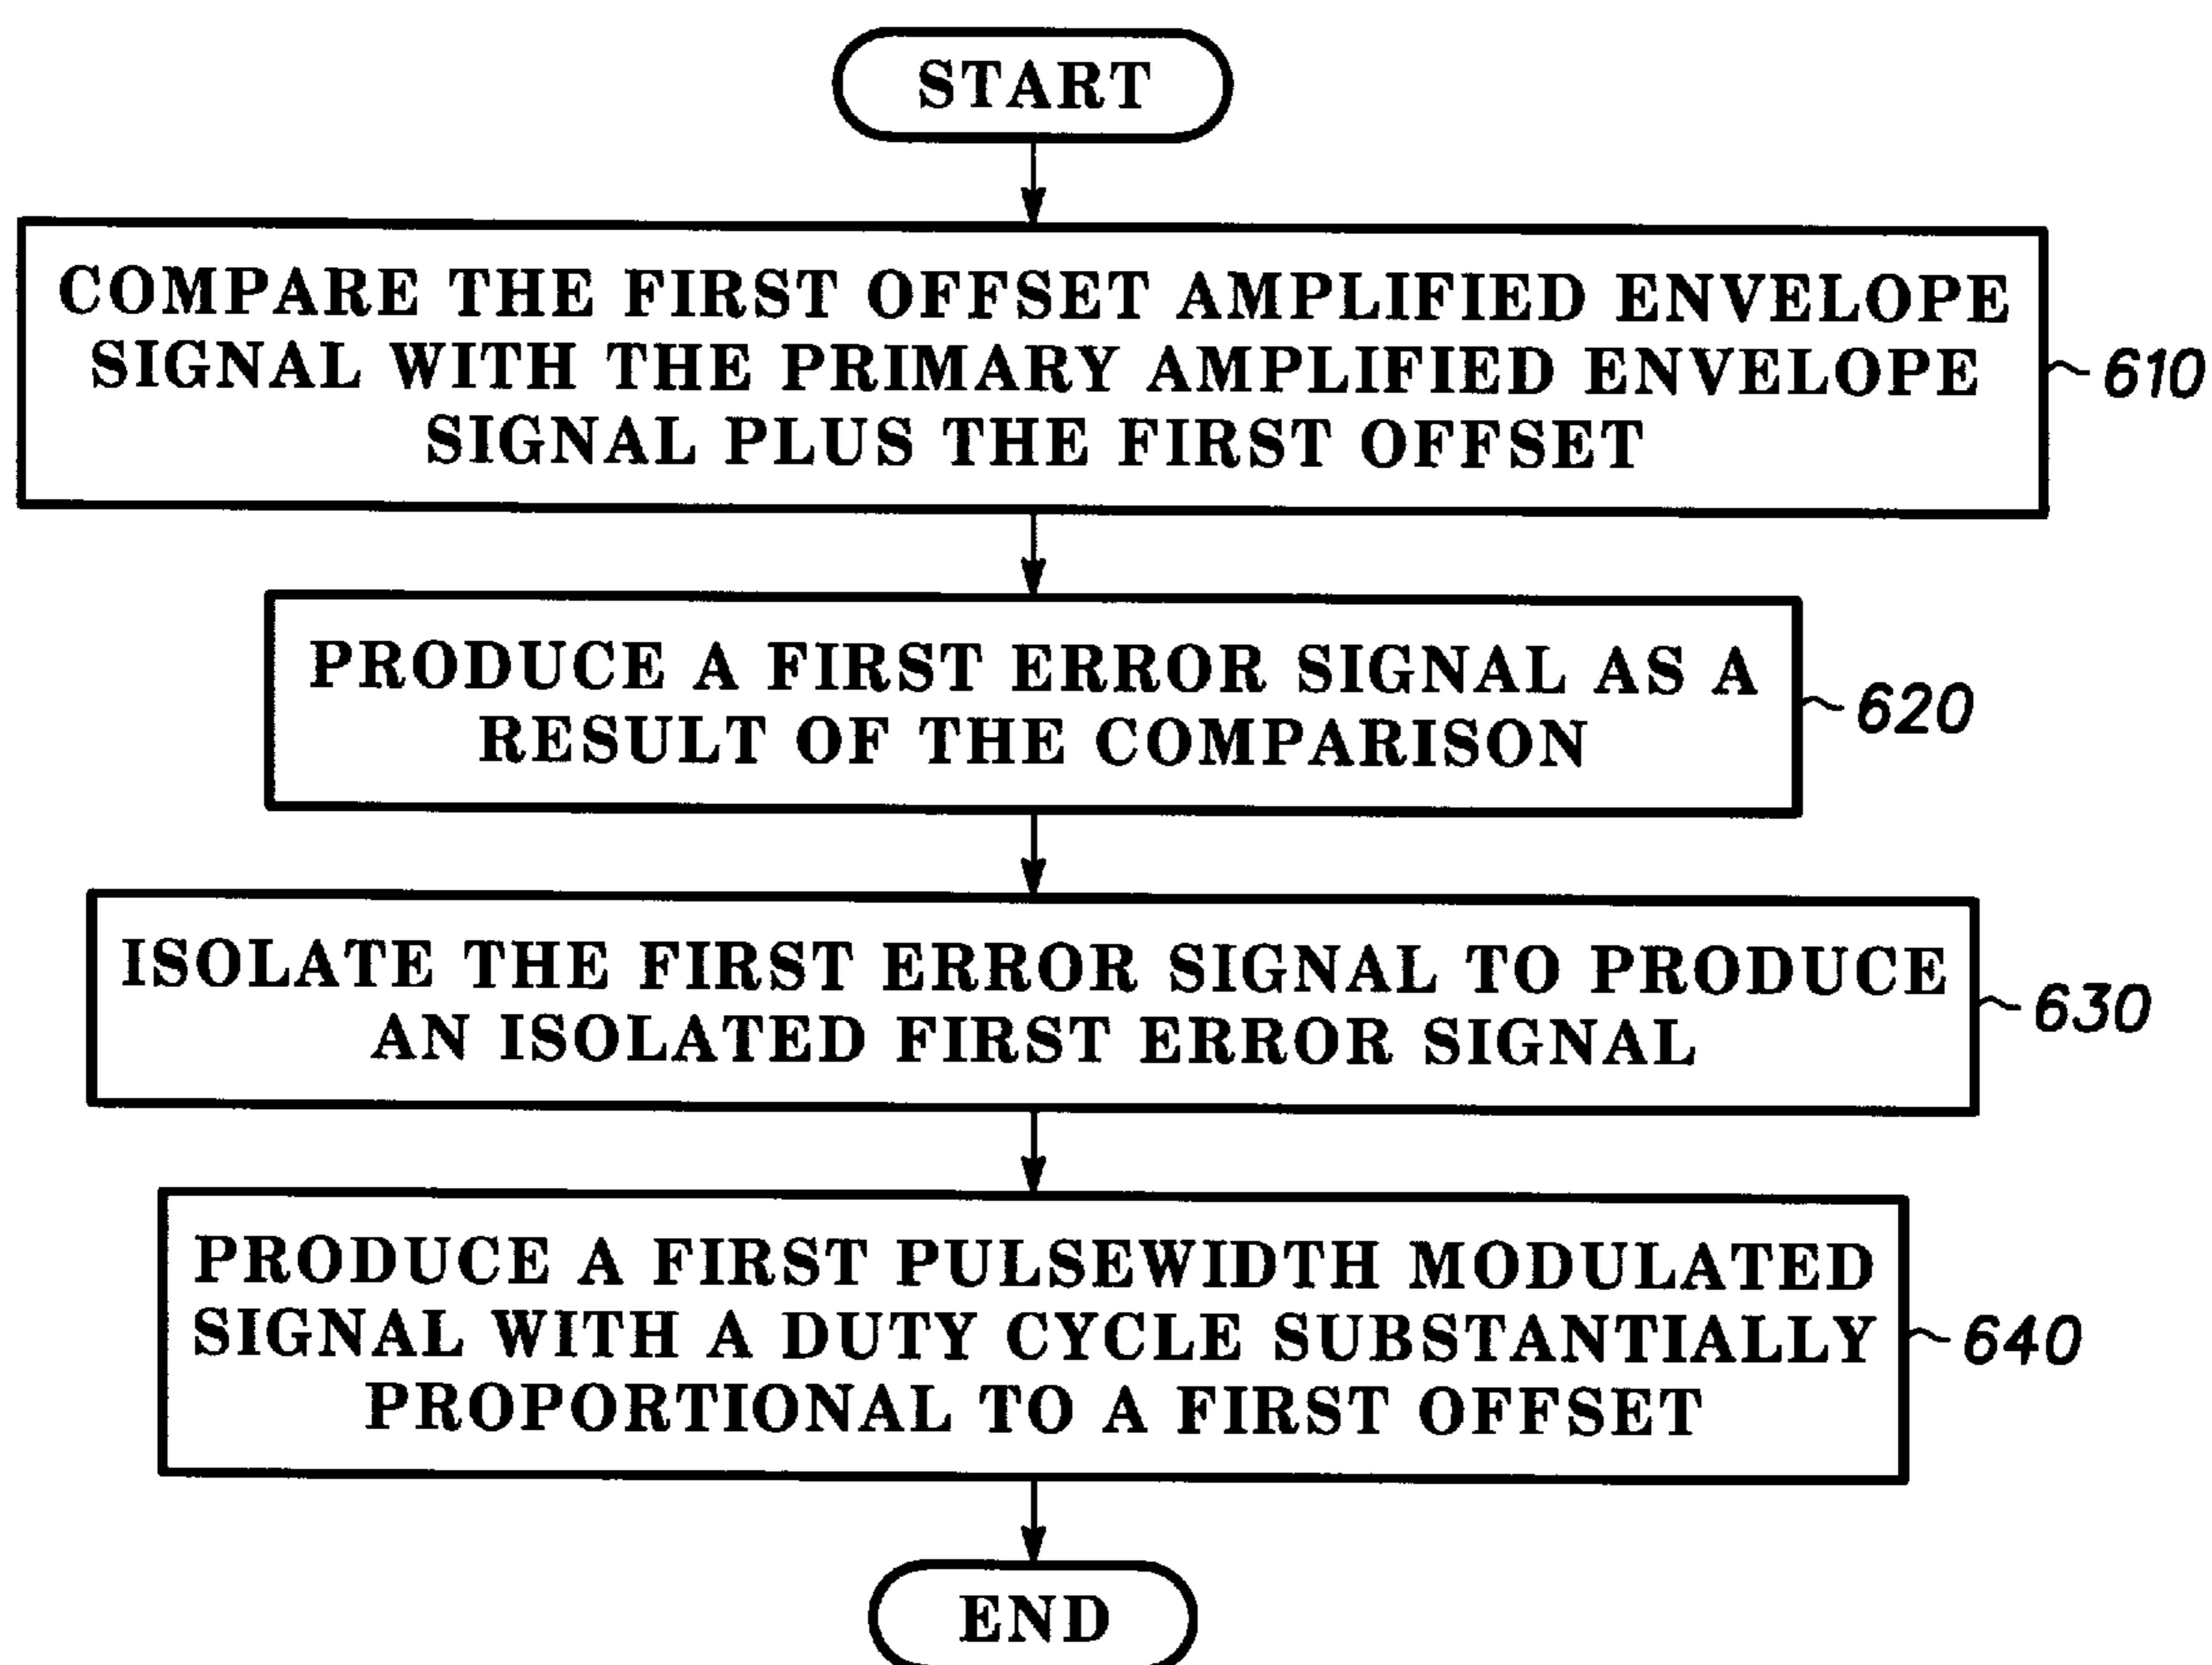 START
COMPARE THE FIRST OFFSET AMPLIFIED ENVELOPE
SIGNAL WITH THE PRIMARY AMPLIFIED ENVELOPE
SIGNAL PLUS THE FIRST OFFSET
610
PRODUCE A FIRST ERROR SIGNAL AS A
RESULT OF THE COMPARISON
620
ISOLATE THE FIRST ERROR SIGNAL TO PRODUCE
AN ISOLATED FIRST ERROR SIGNAL
630
PRODUCE A FIRST PULSEWIDTH MODULATED
SIGNAL WITH A DUTY CYCLE SUBSTANTIALLY
PROPORTIONAL TO A FIRST OFFSET
640
END